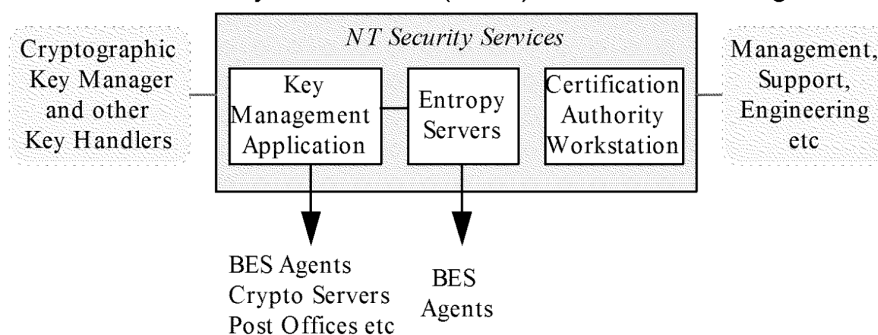 NT Security Services
Cryptographic
Key Manager
and other
Key Handlers
Key
Management
Application
Entropy
Servers
Certification
Authority
Workstation
Management,
Support,
Engineering
etc
BES Agents
Crypto Servers
Post Offices etc
BES
Agents